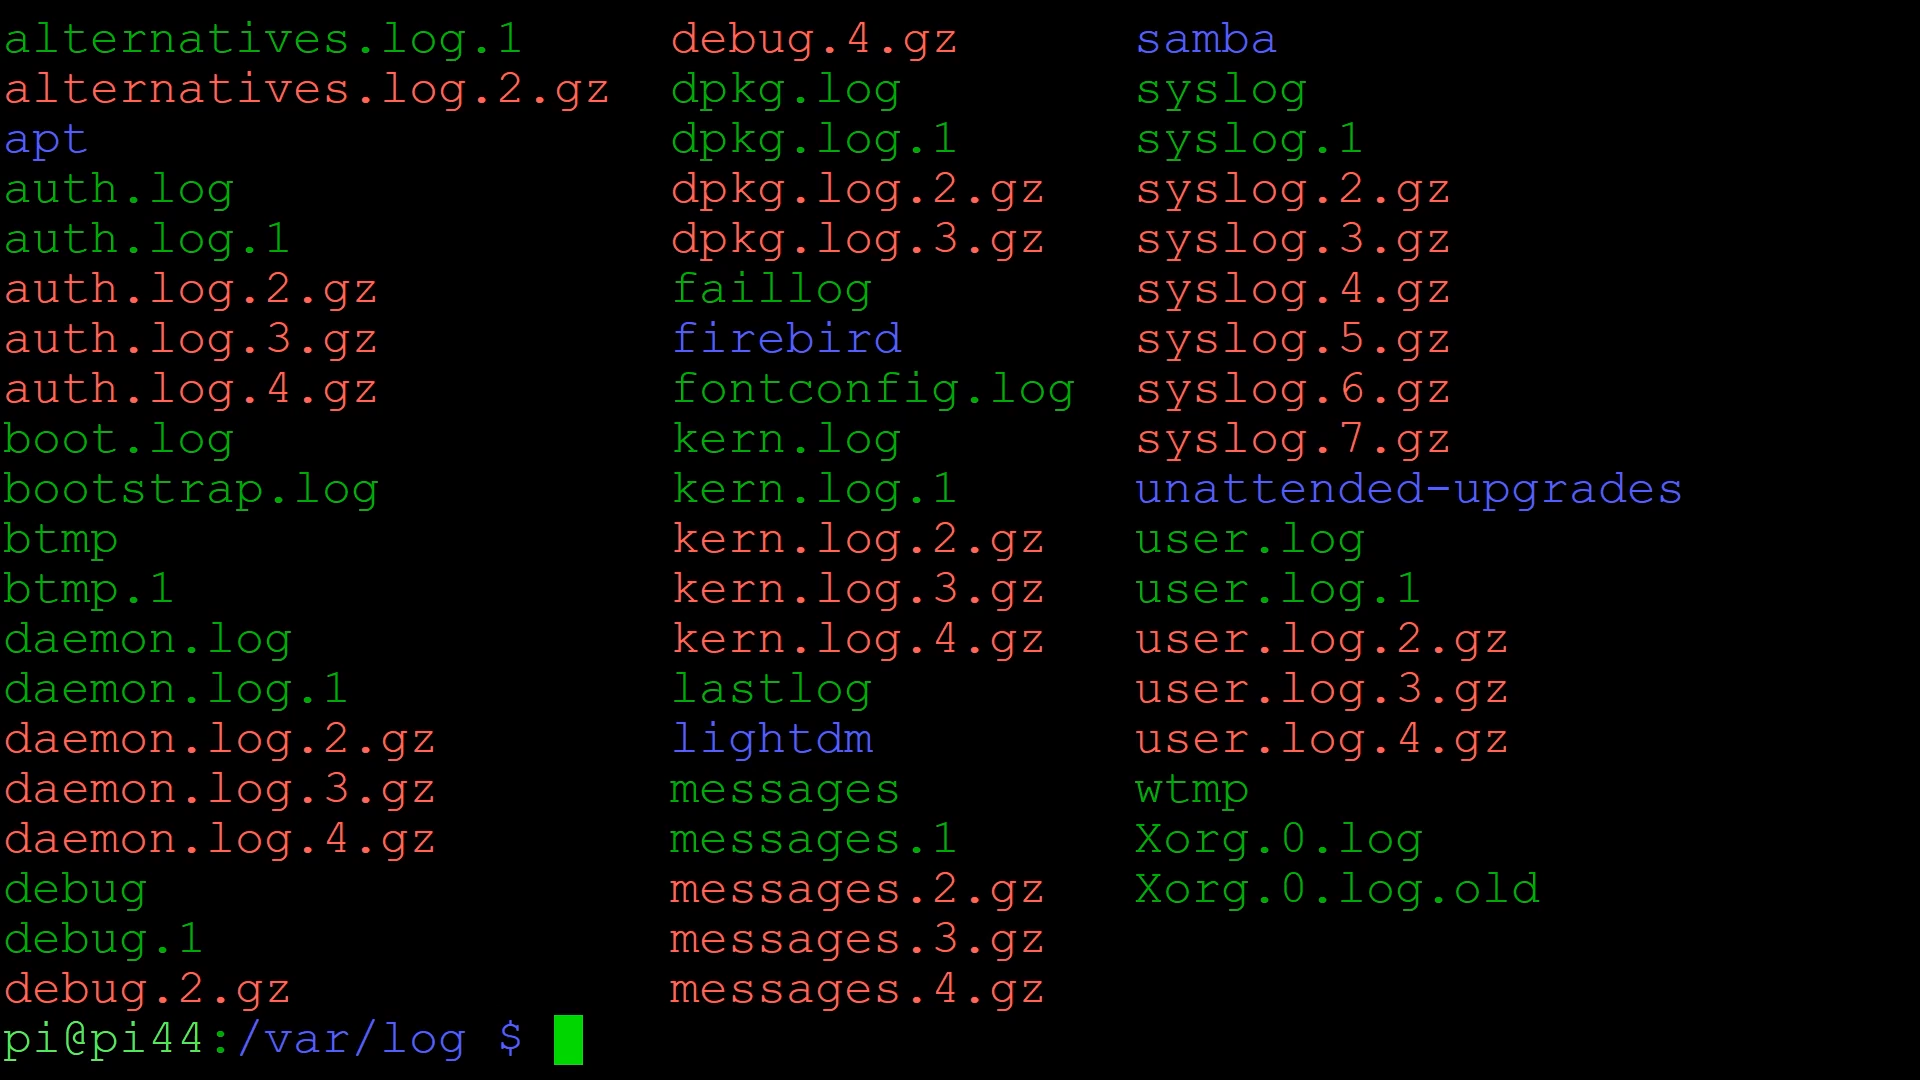 alternatives.log.1 debug.4.gz samba
alternatives.log.2.gz dpkg.log syslog
apt dpkg.log.1 syslog.1
auth.log dpkg.log.2.gz syslog.2.gz
auth.log.1 dpkg.log.3.gz syslog.3.gz
auth.log.2.gz faillog syslog.4.gz
auth.log.3.gz firebird syslog.5.gz
auth.log.4.gz fontconfig.log syslog.6.gz
boot.log kern.log syslog.7.gz
bootstrap.log kern.log.1 unattended-upgrades
btmp kern.log.2.gz user.log
btmp.1 kern.log.3.gz user.log.1
daemon.log kern.log.4.gz user.log.2.gz
daemon.log.1 lastlog user.log.3.gz
daemon.log.2.gz lightdm user.log.4.gz
daemon.log.3.gz messages wtmp
daemon.log.4.gz messages.1 Xorg.0.log
debug messages.2.gz Xorg.0.log.old
debug.1 messages.3.gz
debug.2.gz messages.4.gz
pi@pi44:/var/log $